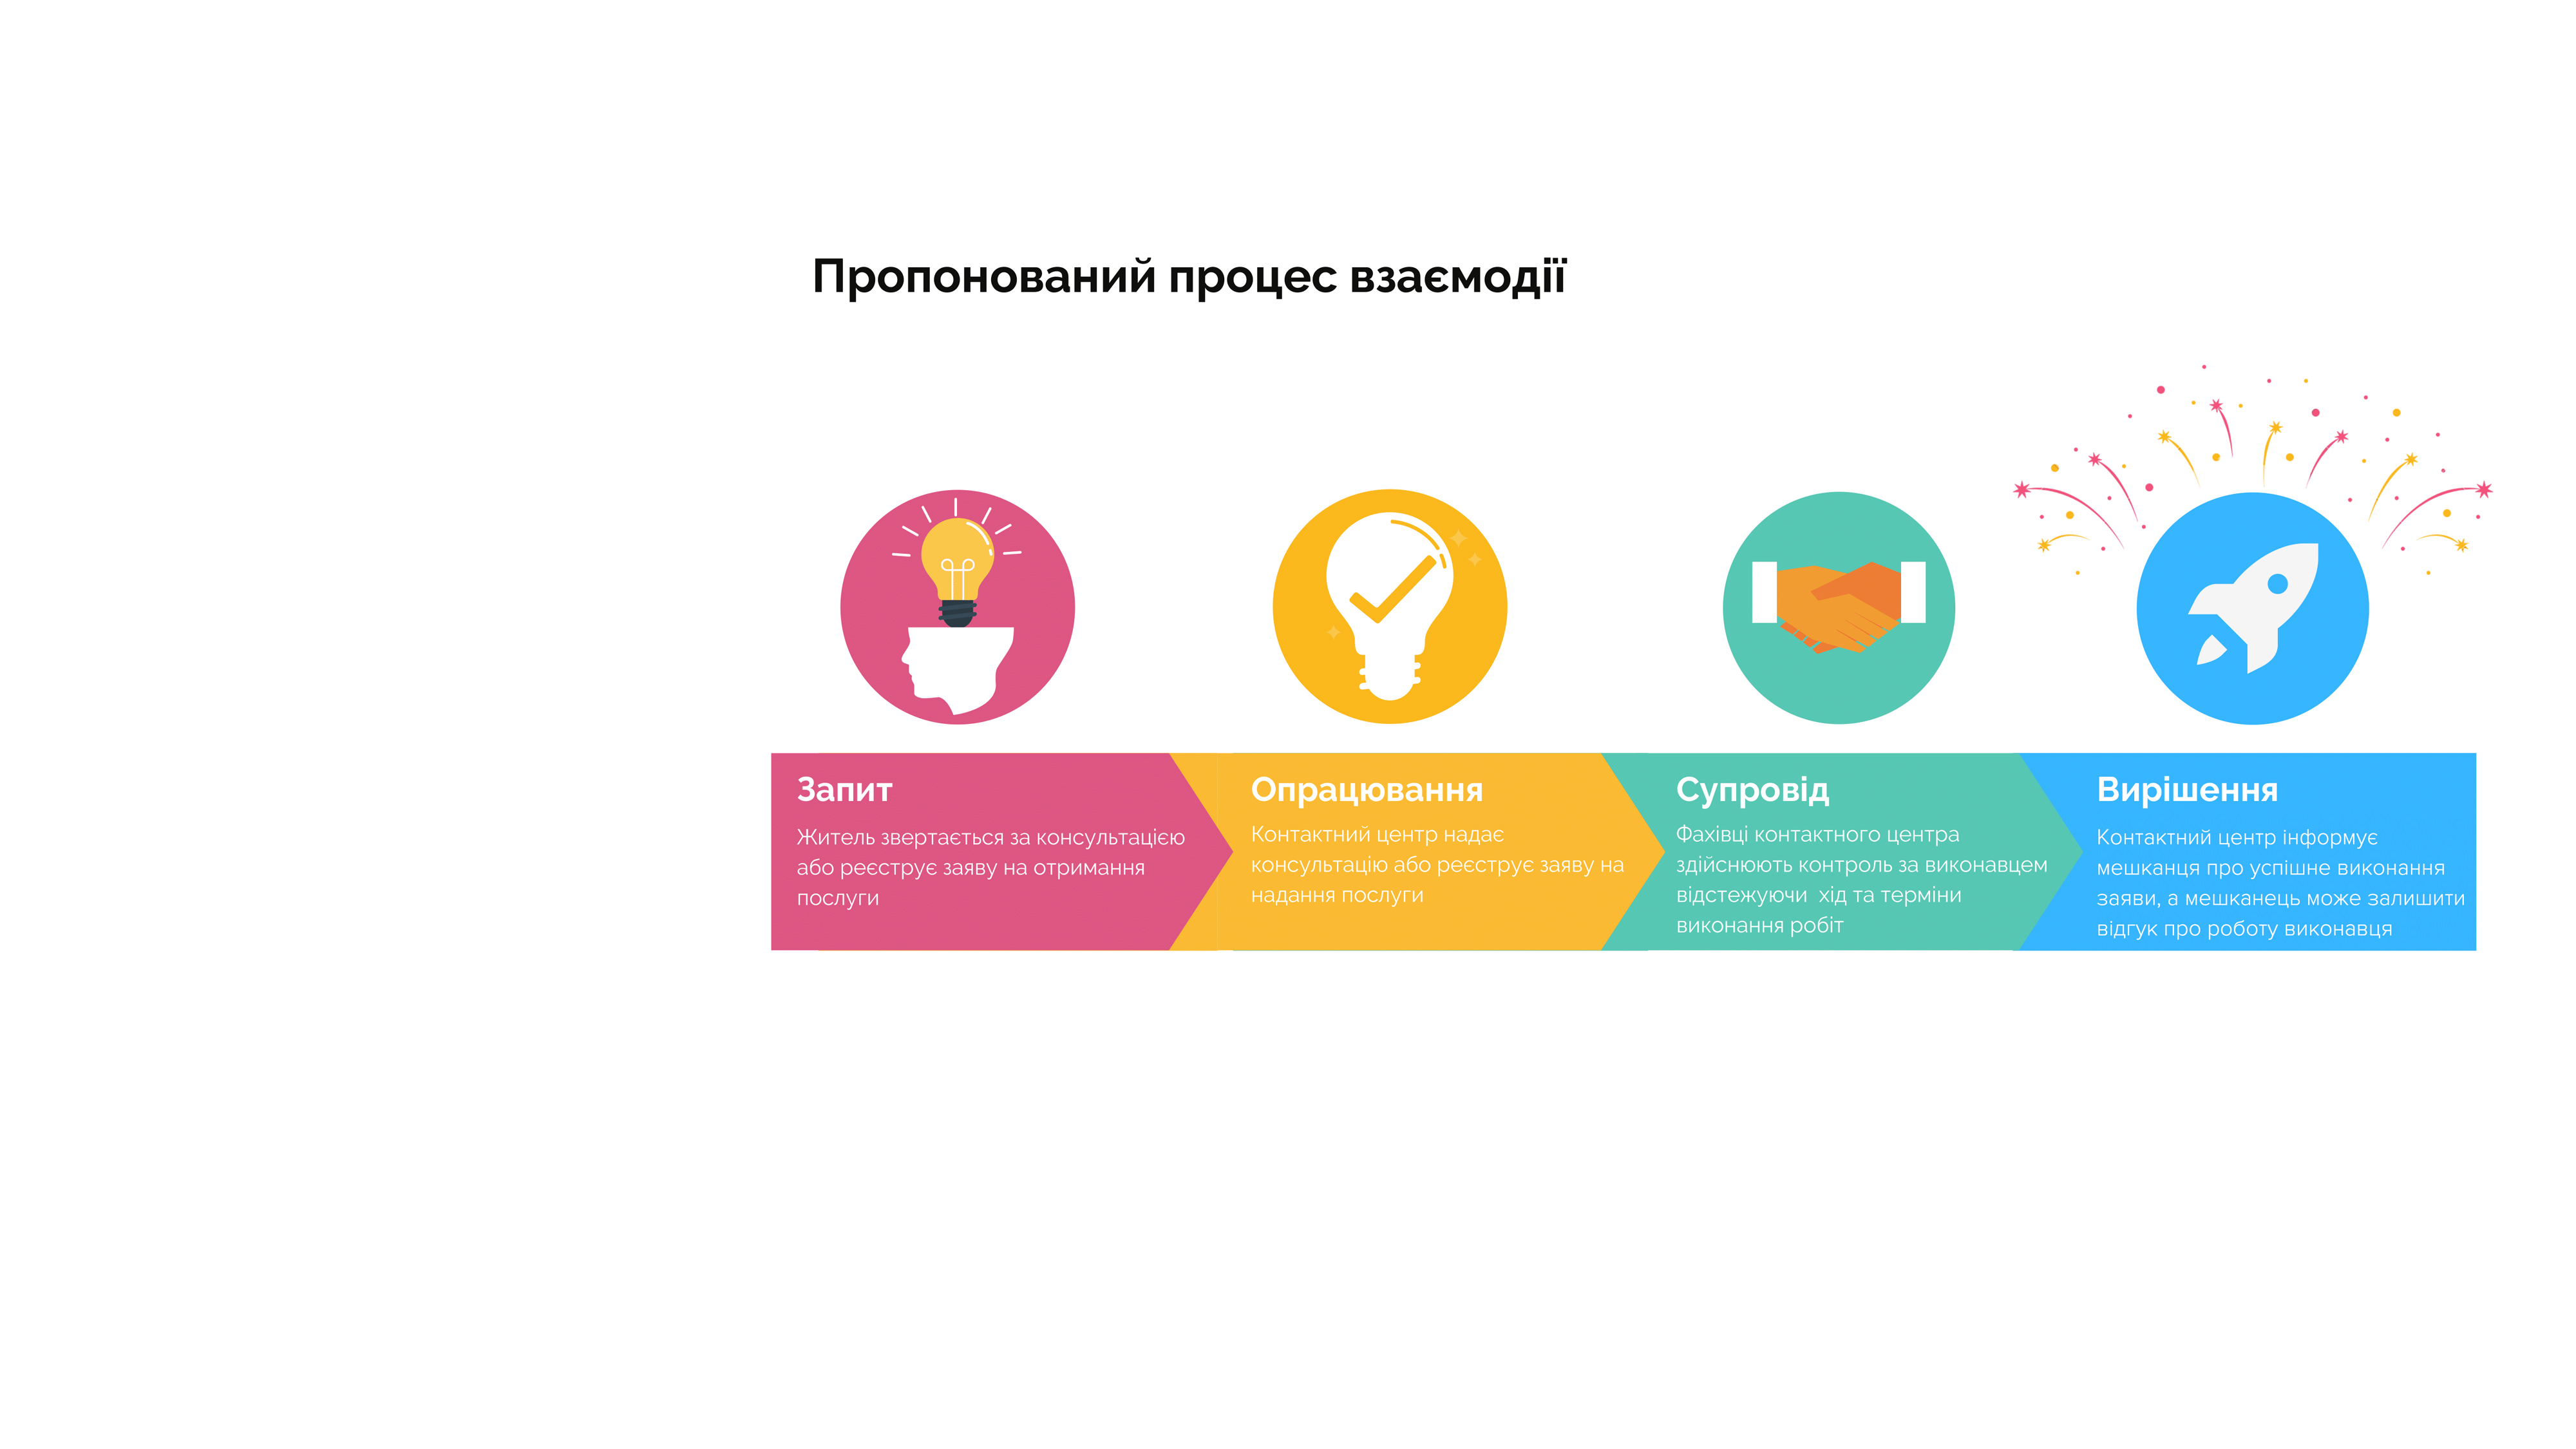 Пропонований процес взаємодії
Запит
Житель звертається за консультацією
або реєструє заяву на отримання
послуги
Опрацювання
Контактний центр надає
консультацію або реєструє заяву на
надання послуги
Супровід
Фахівці контактного центра
здійснюють контроль за виконавцем
відстежуючи  хід та терміни
виконання робіт
Вирішення
Контактний центр інформує
мешканця про успішне виконання
заяви, а мешканець може залишити
відгук про роботу виконавця